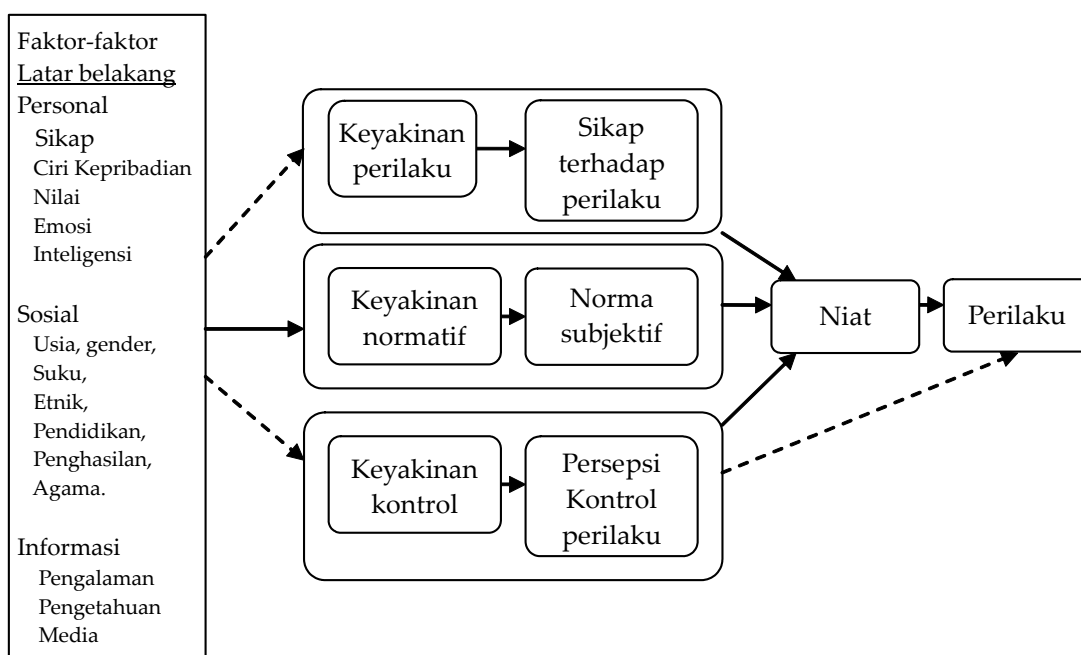 Faktor-faktor
Latar belakang
Personal
Sikap
Ciri Kepribadian
Nilai
Emosi
Inteligensi
Sosial
Usia, gender,
Suku,
Etnik,
Pendidikan,
Penghasilan,
Agama.
Informasi
Pengalaman
Pengetahuan
Media
Keyakinan
perilaku
Sikap
terhadap
perilaku
Keyakinan
normatif
Norma
subjektif
Keyakinan
kontrol
Persepsi
Kontrol
perilaku
Niat
Perilaku